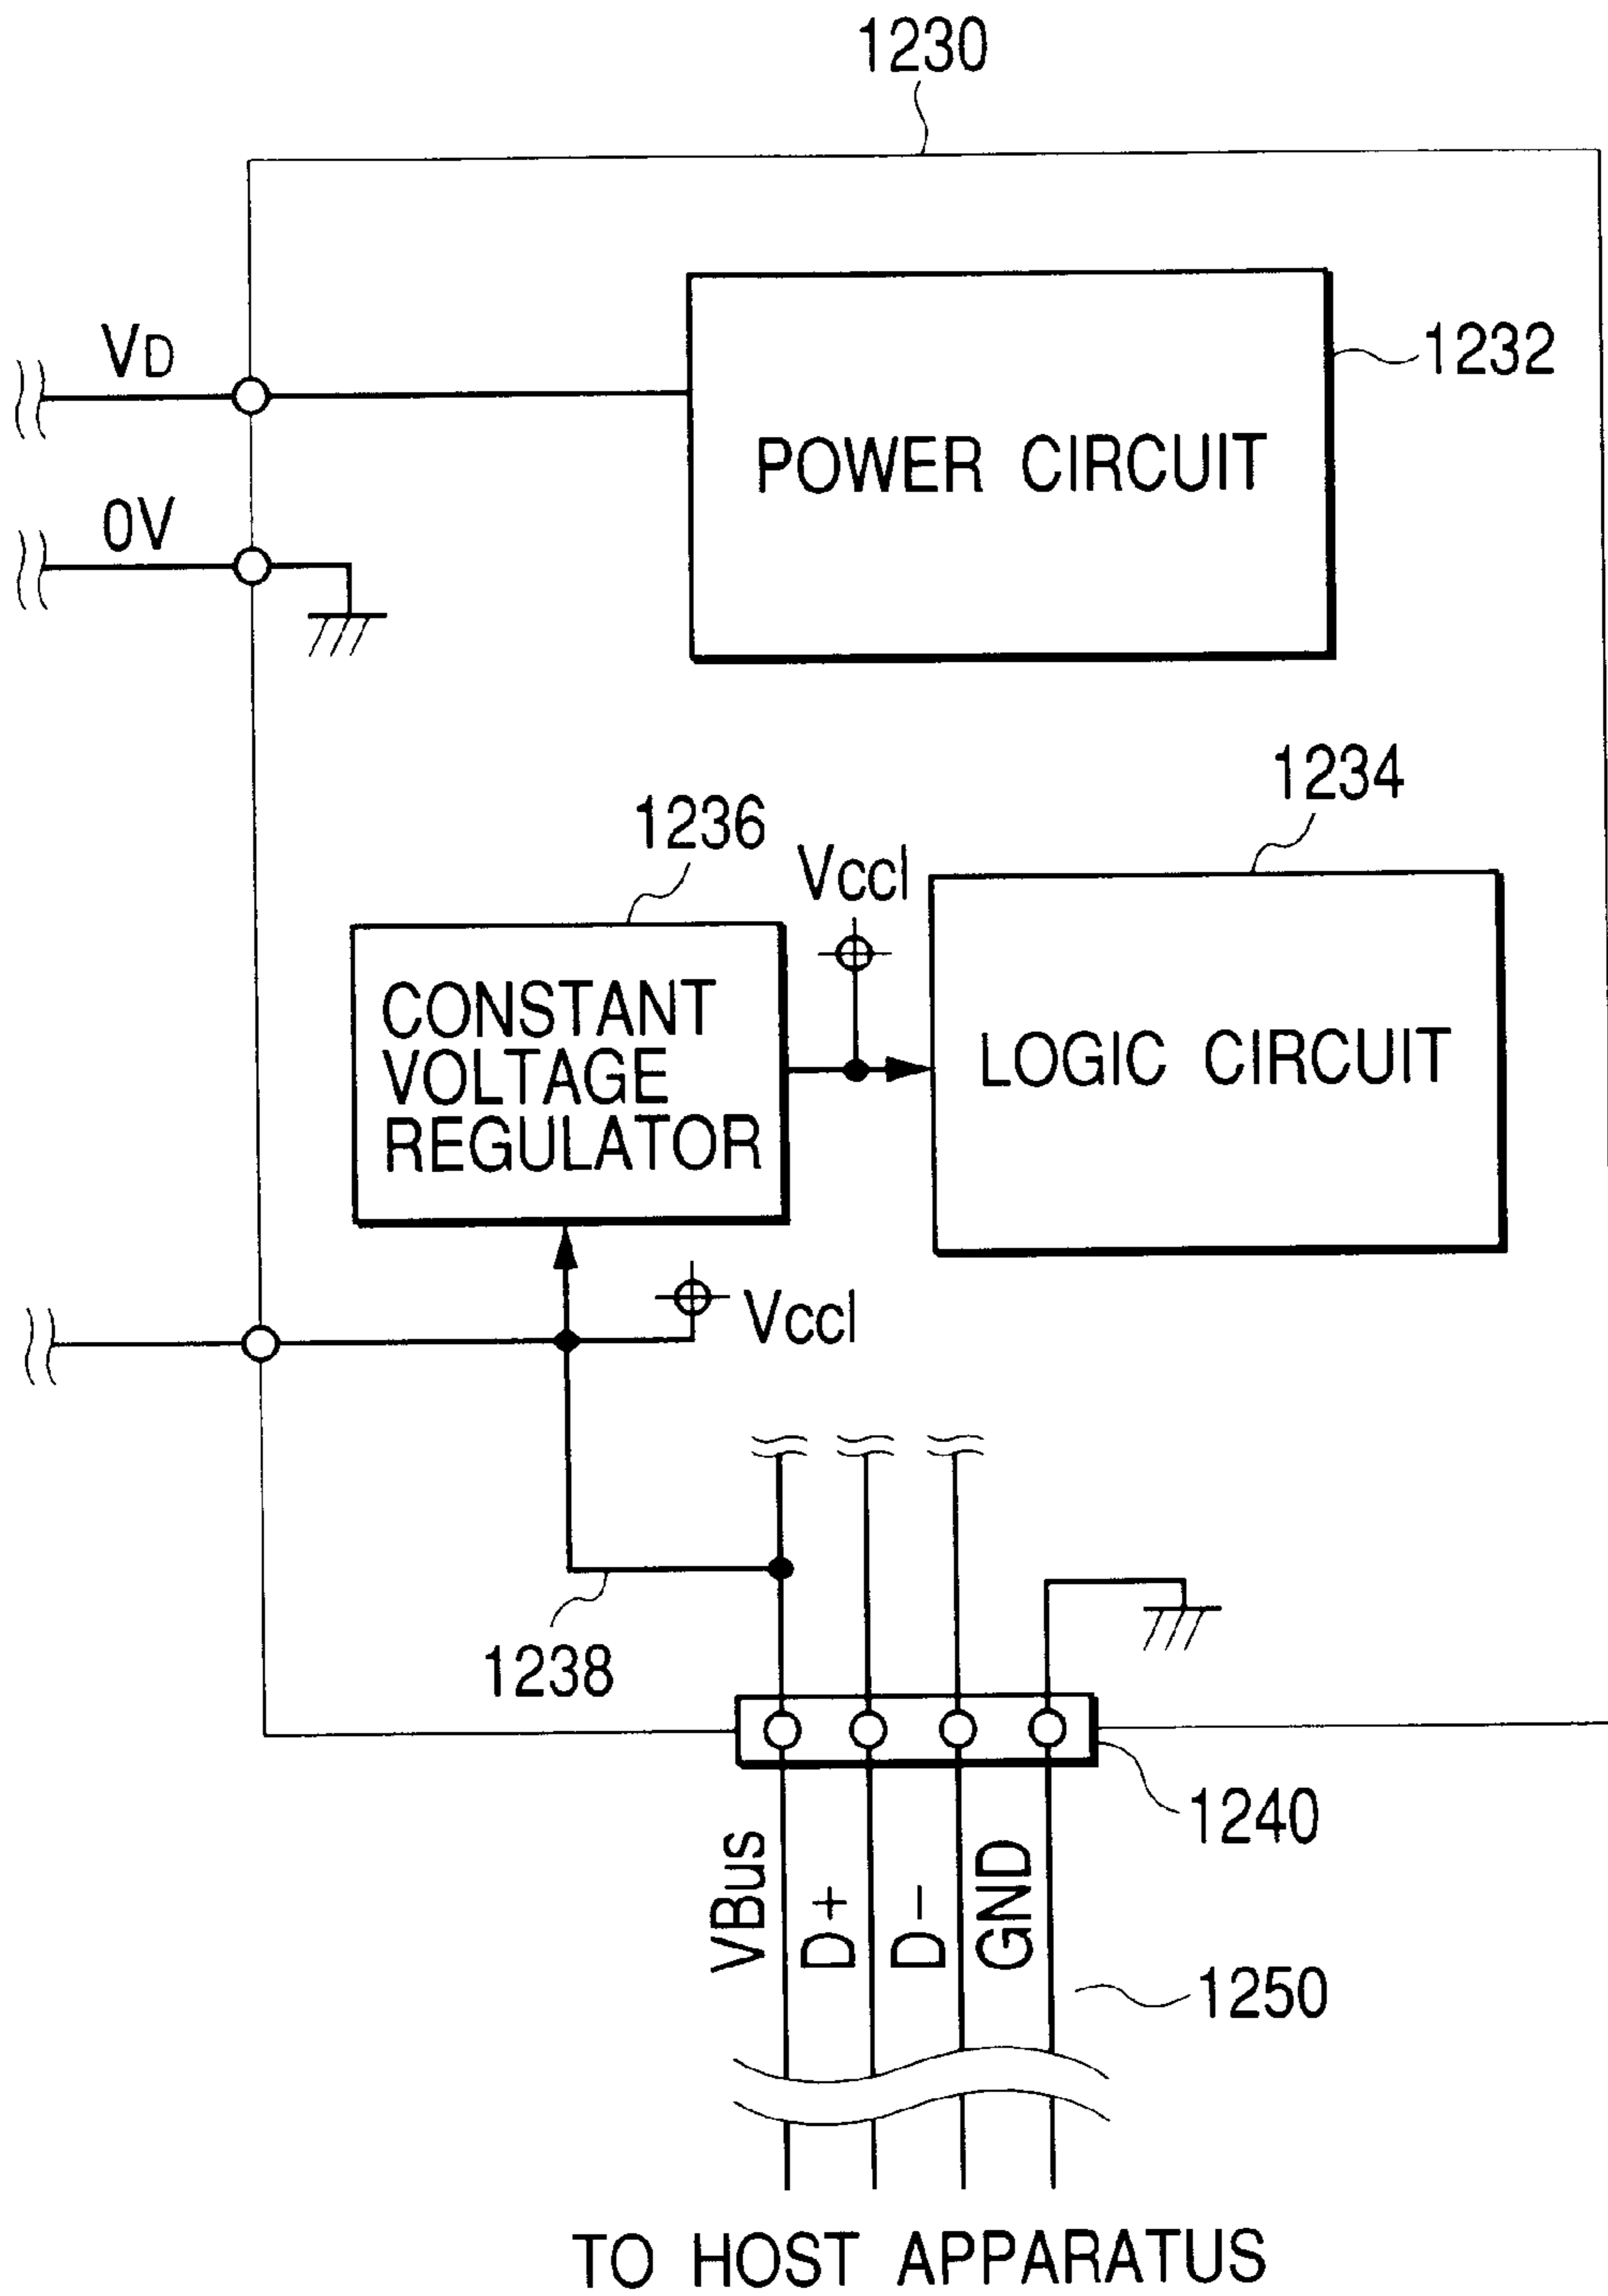 1230
VD
1232
POWER CIRCUIT
0V
1234
1236
VCCl
CONSTANT
VOLTAGE
REGULATOR
LOGIC CIRCUIT
VCCl
1238
1240
VBus
D+
D-
GND
1250
TO HOST APPARATUS